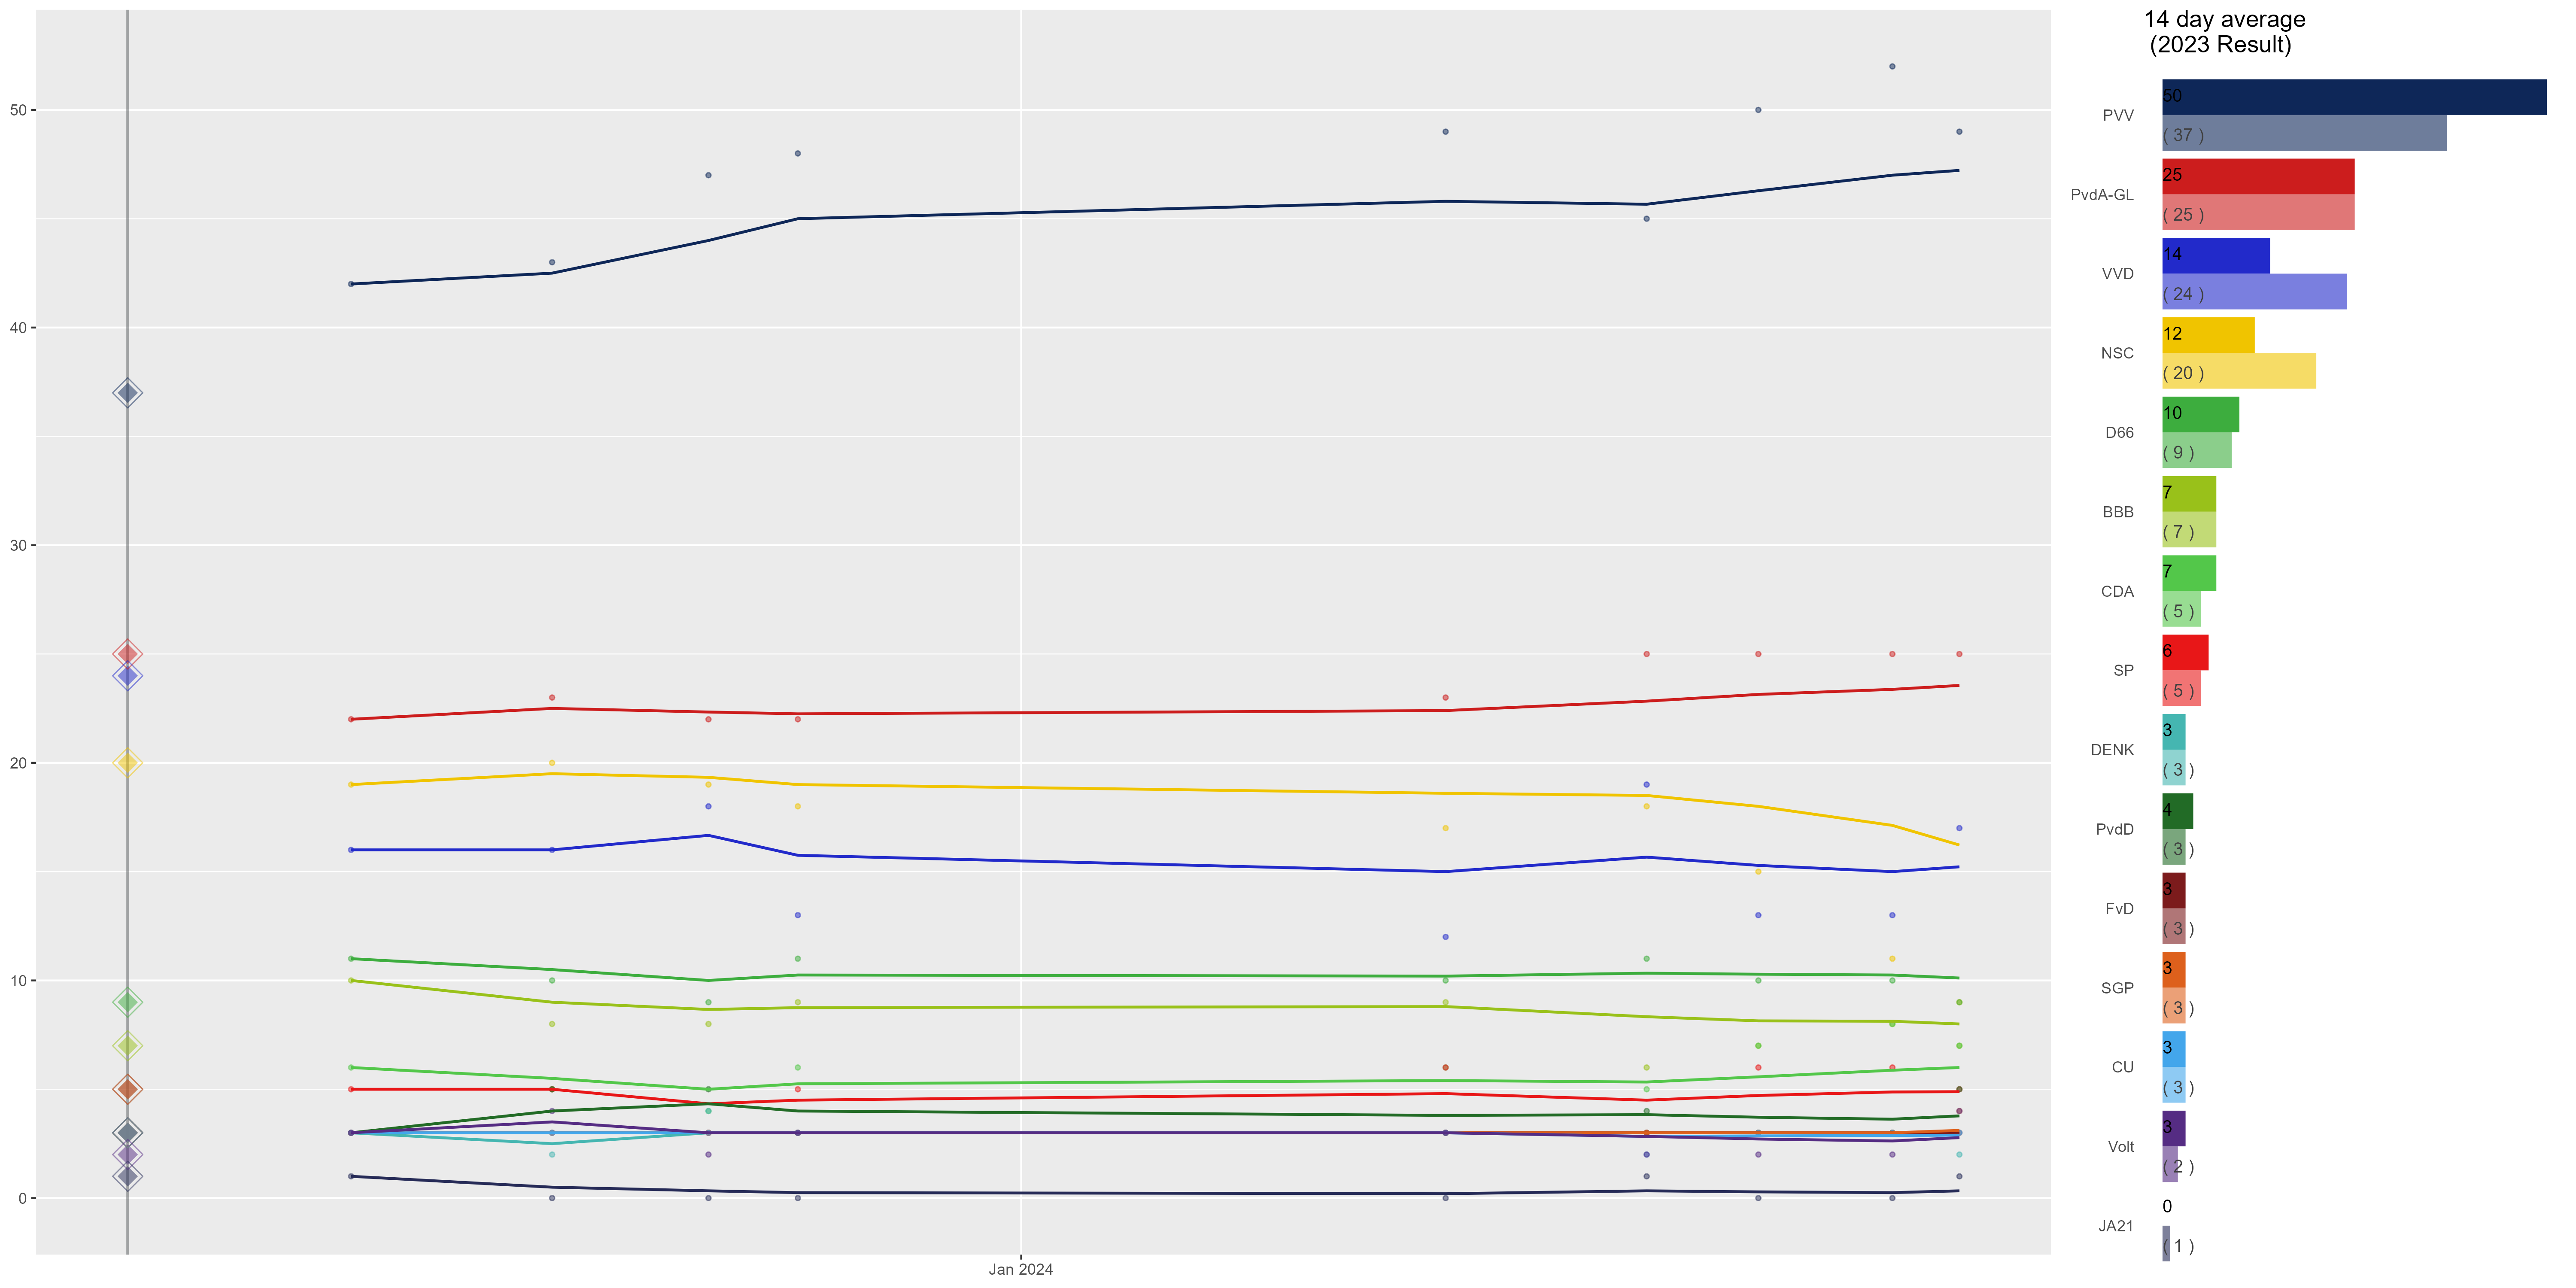 50
40
30
20
10
0
Jan 2024
14 day average
(2023 Result)
PVV
50
( 37 )
PvdA-GL
25
( 25 )
VVD
14
( 24 )
NSC
12
( 20 )
D66
10
( 9 )
BBB
7
( 7 )
CDA
7
( 5 )
SP
6
( 5 )
DENK
3
( 3 )
PvdD
4
( 3 )
FvD
3
( 3 )
SGP
3
( 3 )
CU
3
( 3 )
Volt
3
( 2 )
JA21
0
( 1 )